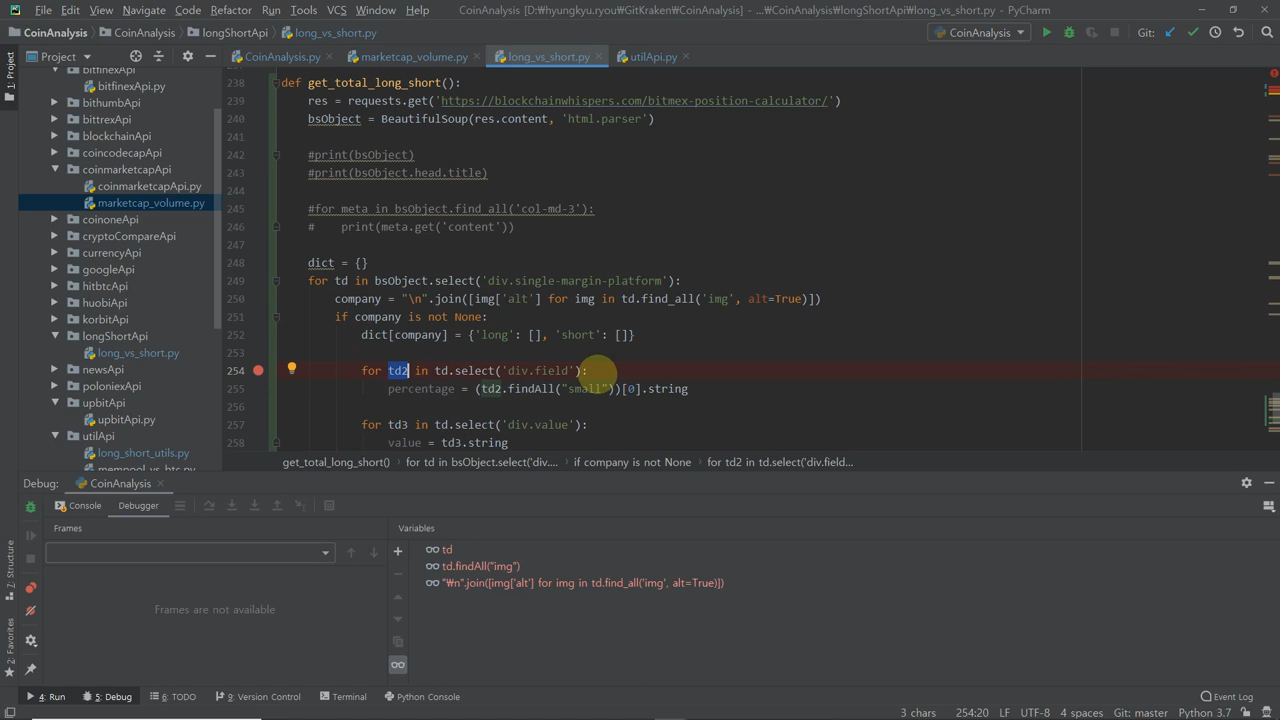 File Edit View Navigate Code Refactor Run Tools VCS Window Help CoinAnalysis [D:₩hyungkyu.ryou₩GitKraken₩CoinAnalysis] - ...₩CoinAnalysis₩longShortApi₩long_vs_short.py - PyCharm
CoinAnalysis CoinAnalysis longShortApi long_vs_short.py CoinAnalysis Git:
Project CoinAnalysis.py marketcap_volume.py long_vs_short.py utilApi.py
1: Project
bitfinexApi
bitfinexApi.py
bithumbApi
bittrexApi
blockchainApi
coincodecapApi
coinmarketcapApi
coinmarketcapApi.py
marketcap_volume.py
coinoneApi
cryptoCompareApi
currencyApi
googleApi
hitbtcApi
huobiApi
korbitApi
longShortApi
long_vs_short.py
newsApi
poloniexApi
upbitApi
upbitApi.py
utilApi
long_short_utils.py
mempool_vs_btc.py
238 def get_total_long_short():
239 res = requests.get('https://blockchainwhispers.com/bitmex-position-calculator/')
240 bsObject = BeautifulSoup(res.content, 'html.parser')
241
242 #print(bsObject)
243 #print(bsObject.head.title)
244
245 #for meta in bsObject.find_all('col-md-3'):
246 # print(meta.get('content'))
247
248 dict = {}
249 for td in bsObject.select('div.single-margin-platform'):
250 company = "\n".join([img['alt'] for img in td.find_all('img', alt=True)])
251 if company is not None:
252 dict[company] = {'long': [], 'short': []}
253
254 for td2 in td.select('div.field'):
255 percentage = (td2.findAll("small"))[0].string
256
257 for td3 in td.select('div.value'):
258 value = td3.string
get_total_long_short() for td in bsObject.select('div.... if company is not None for td2 in td.select('div.field...
Debug: CoinAnalysis
Console Debugger
Frames Variables
td
td.findAll("img")
"₩n".join([img['alt'] for img in td.find_all('img', alt=True)])
Frames are not available
7: Structure
2: Favorites
4: Run 5: Debug 6: TODO 9: Version Control Terminal Python Console Event Log
3 chars 254:20 LF UTF-8 4 spaces Git: master Python 3.7